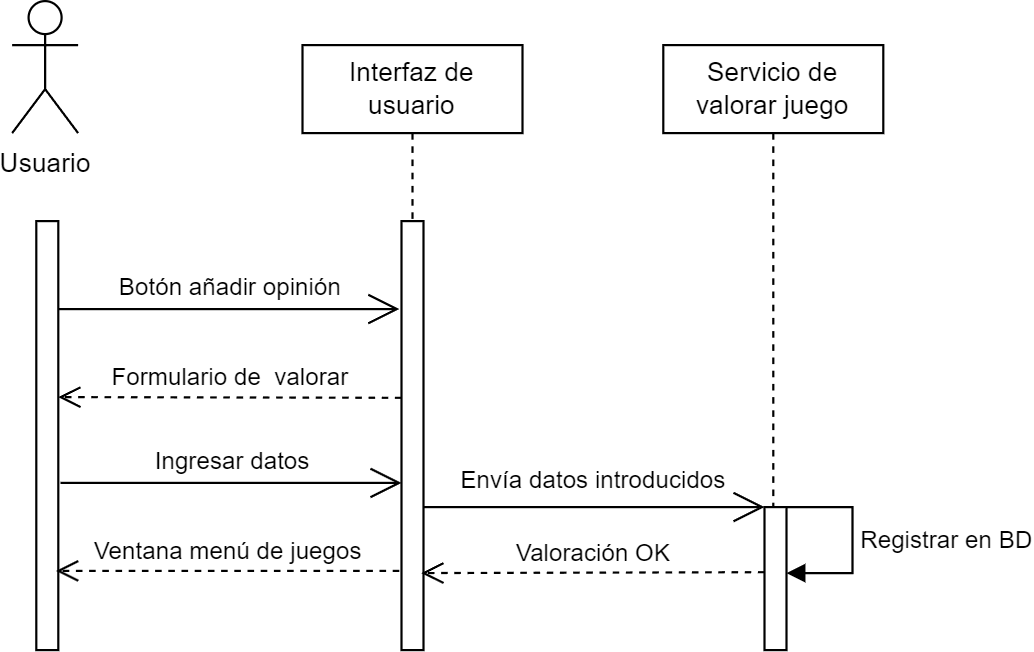 Interfaz de
usuario
Servicio de
valorar juego
Usuario
Botón añadir opinión
Formulario de  valorar
Ingresar datos
Envía datos introducidos
Registrar en BD
Ventana menú de juegos
Valoración OK